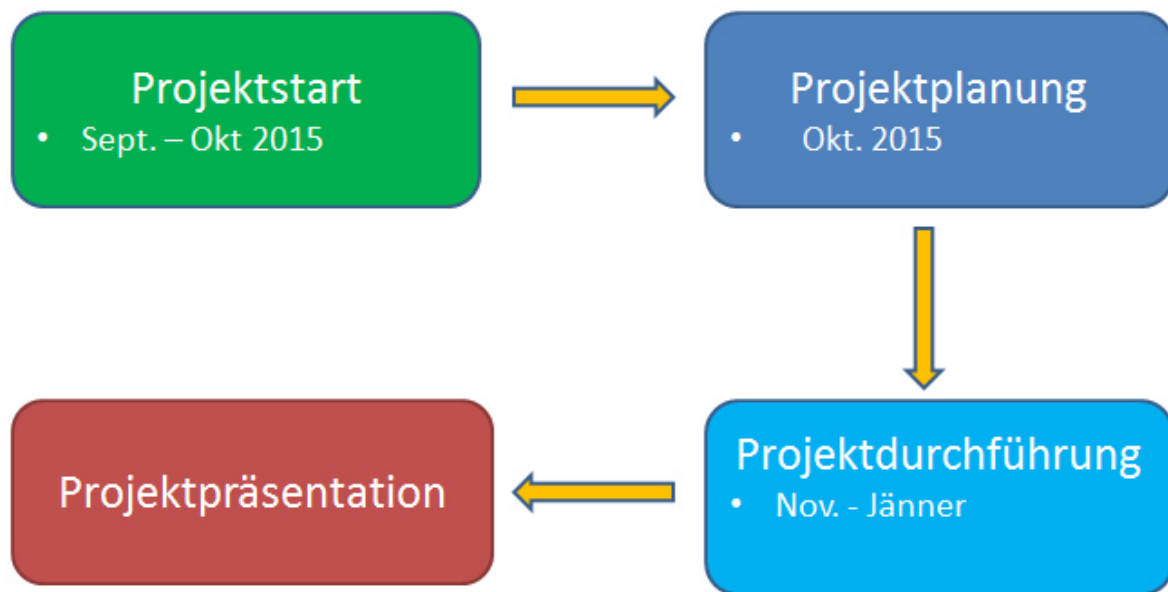 Projektstart
• Sept. – Okt 2015
Projektplanung
• Okt. 2015
Projektdurchführung
• Nov. - Jänner
Projektpräsentation